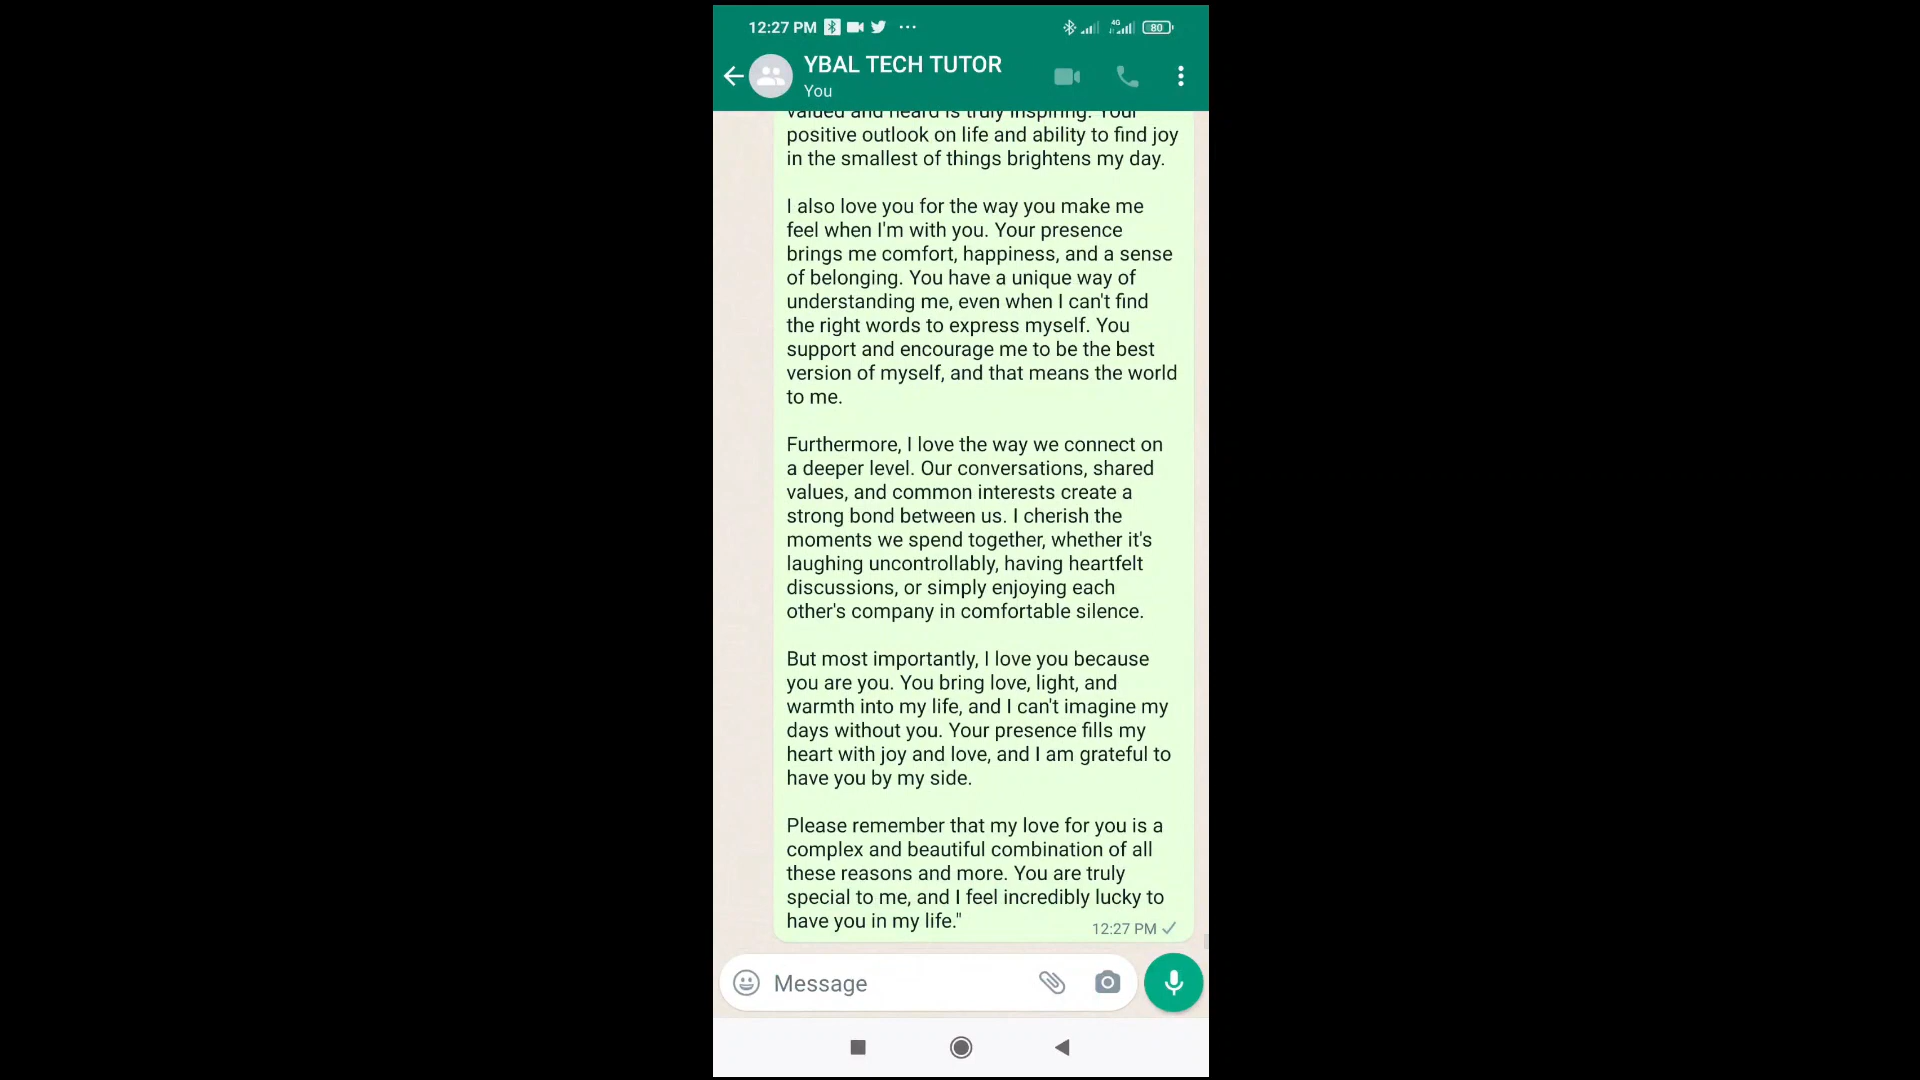 12:27 PM
4G
80
YBAL TECH TUTOR
You
valued and heard is truly inspiring. Your
positive outlook on life and ability to find joy
in the smallest of things brightens my day.
I also love you for the way you make me
feel when I'm with you. Your presence
brings me comfort, happiness, and a sense
of belonging. You have a unique way of
understanding me, even when I can't find
the right words to express myself. You
support and encourage me to be the best
version of myself, and that means the world
to me.
Furthermore, I love the way we connect on
a deeper level. Our conversations, shared
values, and common interests create a
strong bond between us. I cherish the
moments we spend together, whether it's
laughing uncontrollably, having heartfelt
discussions, or simply enjoying each
other's company in comfortable silence.
But most importantly, I love you because
you are you. You bring love, light, and
warmth into my life, and I can't imagine my
days without you. Your presence fills my
heart with joy and love, and I am grateful to
have you by my side.
Please remember that my love for you is a
complex and beautiful combination of all
these reasons and more. You are truly
special to me, and I feel incredibly lucky to
have you in my life."
12:27 PM
Message